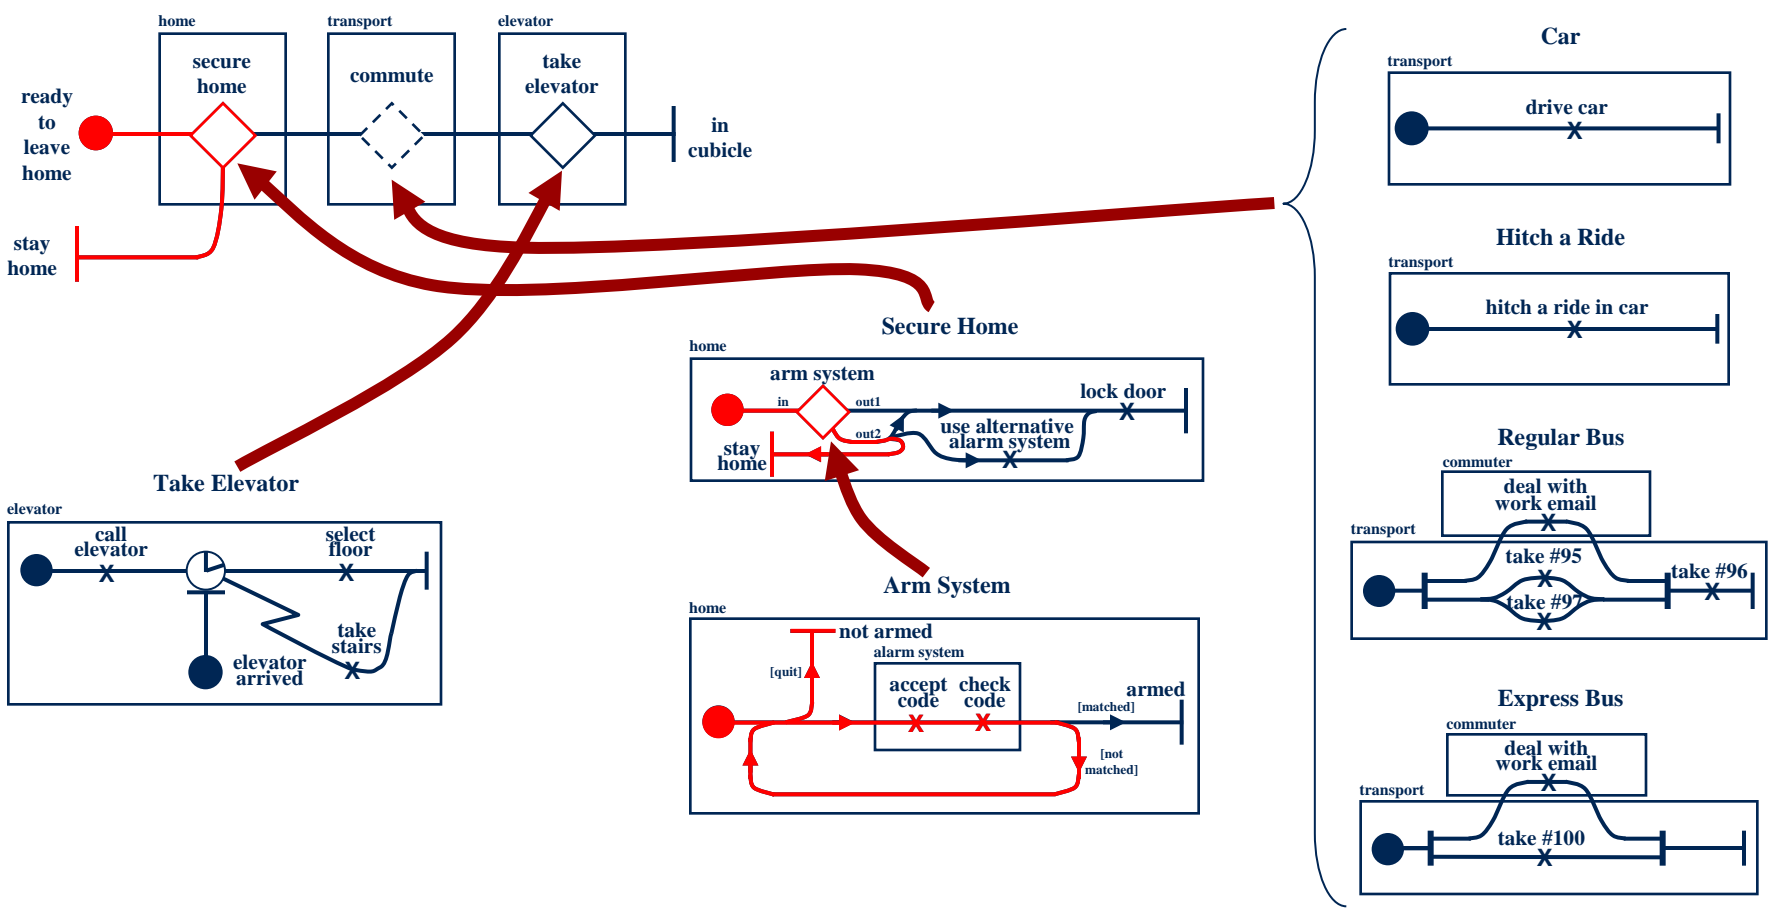 home
transport
elevator
secure
home
commute
take
elevator
ready
to
leave
home
in
cubicle
stay
home
Secure Home
home
arm system
in
out1
out2
lock door
use alternative
alarm system
stay
home
Take Elevator
elevator
call
elevator
select
floor
take
stairs
elevator
arrived
Arm System
home
not armed
[quit]
alarm system
accept
code
check
code
armed
[matched]
[not
matched]
Car
transport
drive car
Hitch a Ride
transport
hitch a ride in car
Regular Bus
commuter
deal with
work email
transport
take #95
take #96
take #97
Express Bus
commuter
deal with
work email
transport
take #100